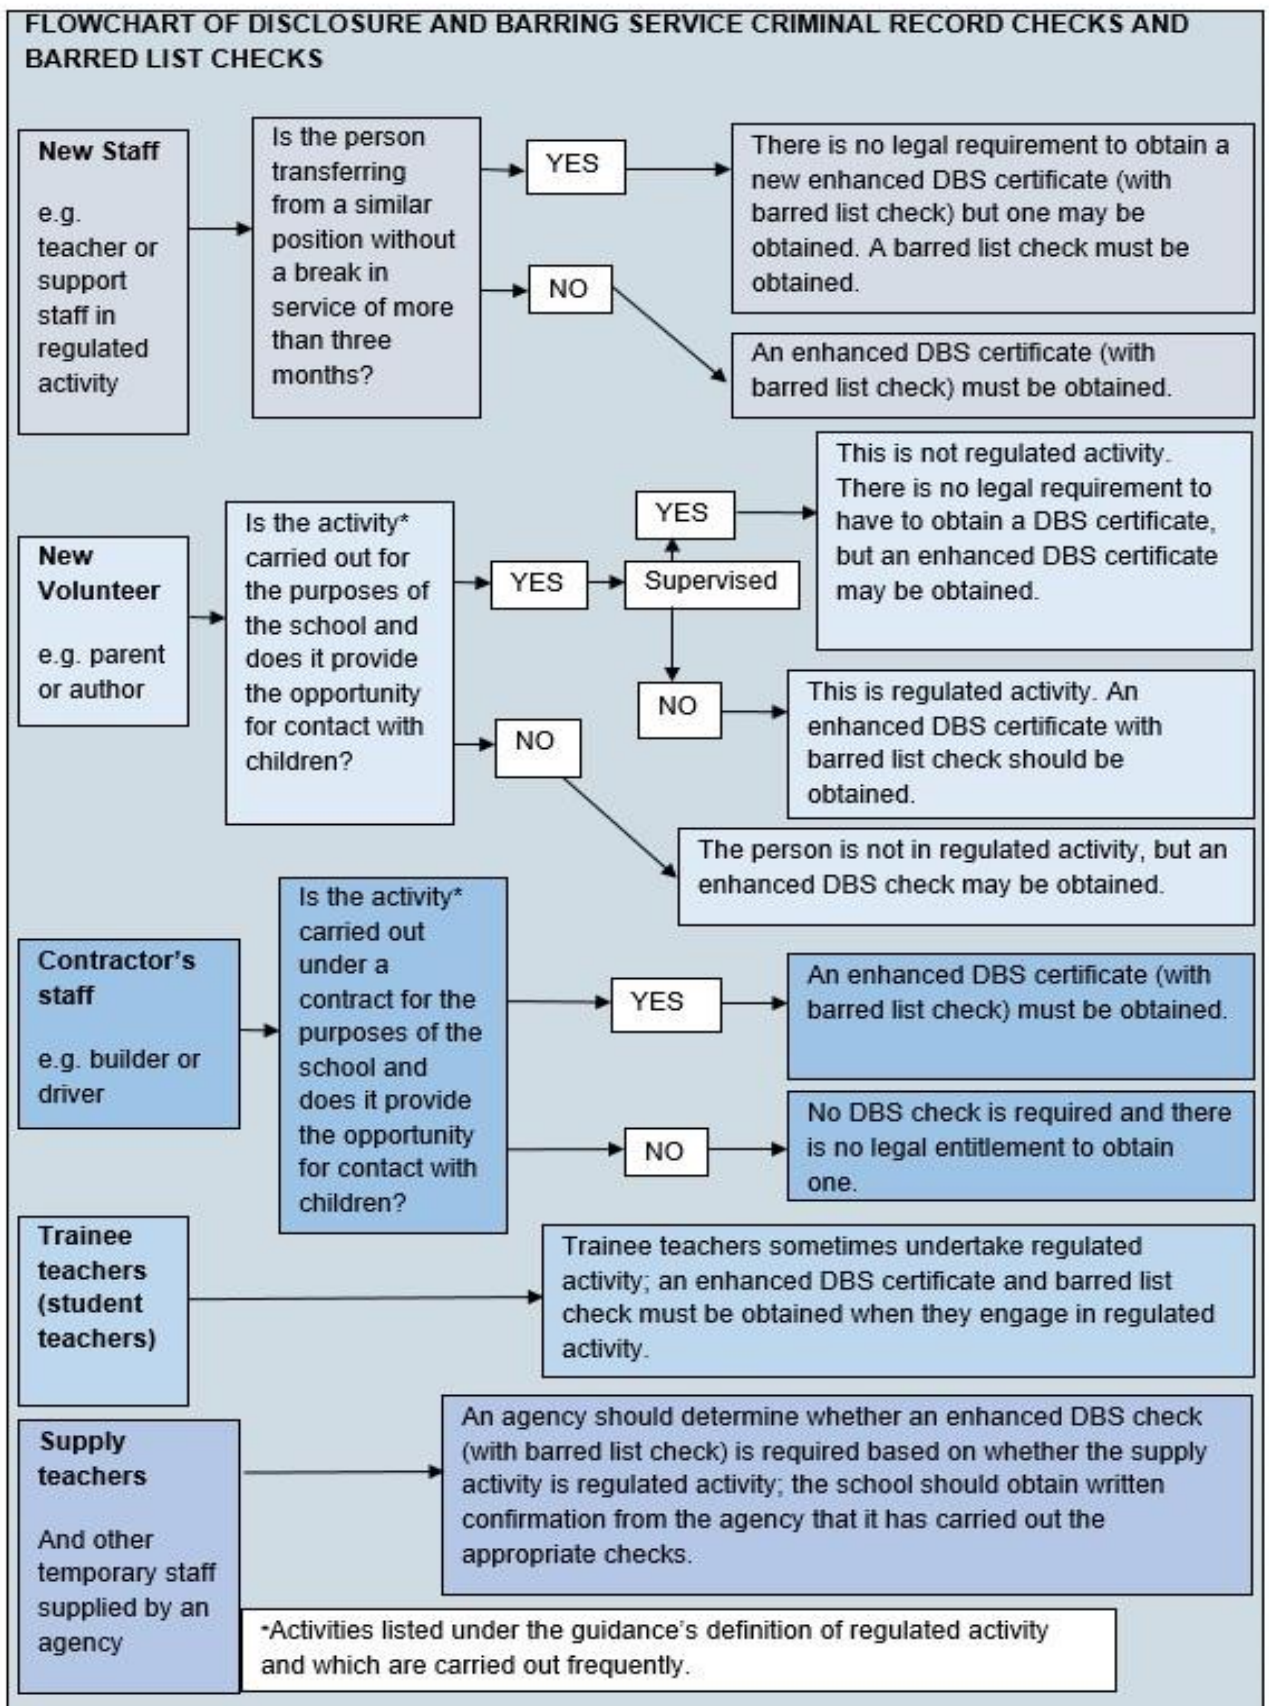 FLOWCHART OF DISCLOSURE AND BARRING SERVICE CRIMINAL RECORD CHECKS AND
BARRED LIST CHECKS
New Staff
e.g.
teacher or
support
staff in
regulated
activity
Is the person
transferring
from a similar
position without
a break in
service of more
than three
months?
YES
There is no legal requirement to obtain a
new enhanced DBS certificate (with
barred list check) but one may be
obtained. A barred list check must be
obtained.
NO
An enhanced DBS certificate (with
barred list check) must be obtained.
New
Volunteer
e.g. parent
or author
Is the activity*
carried out for
the purposes of
the school and
does it provide
the opportunity
for contact with
children?
YES
Supervised
YES
This is not regulated activity.
There is no legal requirement to
have to obtain a DBS certificate,
but an enhanced DBS certificate
may be obtained.
NO
This is regulated activity. An
enhanced DBS certificate with
barred list check should be
obtained.
NO
The person is not in regulated activity, but an
enhanced DBS check may be obtained.
Contractor's
staff
e.g. builder or
driver
Is the activity*
carried out
under a
contract for the
purposes of the
school and
does it provide
the opportunity
for contact with
children?
YES
An enhanced DBS certificate (with
barred list check) must be obtained.
NO
No DBS check is required and there
is no legal entitlement to obtain
one.
Trainee
teachers
(student
teachers)
Trainee teachers sometimes undertake regulated
activity; an enhanced DBS certificate and barred list
check must be obtained when they engage in regulated
activity.
Supply
teachers
And other
temporary staff
supplied by an
agency
An agency should determine whether an enhanced DBS check
(with barred list check) is required based on whether the supply
activity is regulated activity; the school should obtain written
confirmation from the agency that it has carried out the
appropriate checks.
*Activities listed under the guidance's definition of regulated activity
and which are carried out frequently.